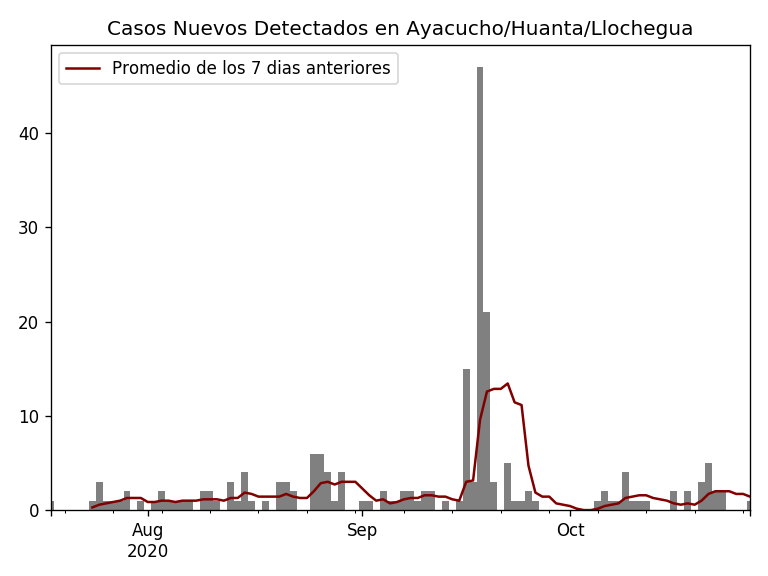 Casos Nuevos Detectados en Ayacucho/Huanta/Llochegua
Promedio de los 7 dias anteriores
40
30
20
10
0
Aug
2020
Sep
Oct